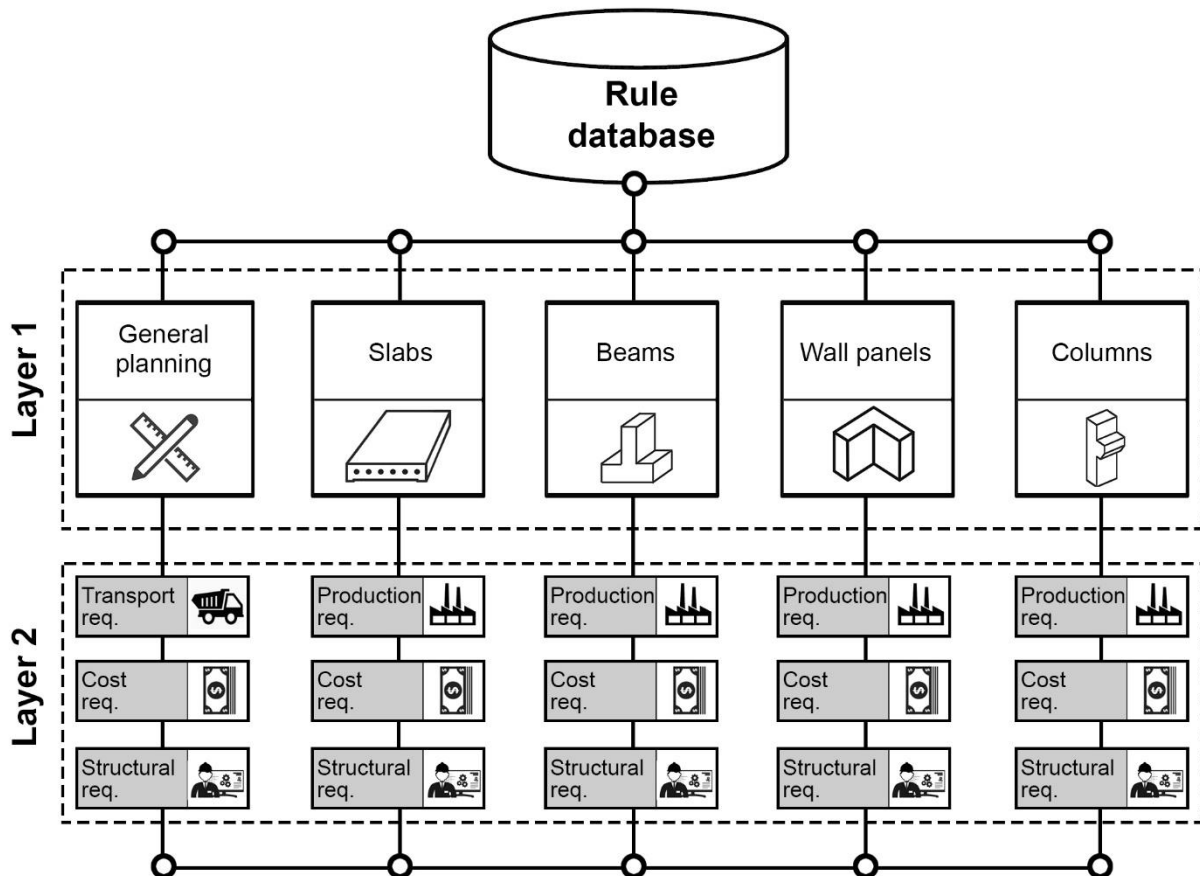 Rule
database
Layer 1
General
planning
Slabs
Beams
Wall panels
Columns
Layer 2
Transport
req.
Production
req.
Production
req.
Production
req.
Production
req.
Cost
req.
Cost
req.
Cost
req.
Cost
req.
Cost
req.
Structural
req.
Structural
req.
Structural
req.
Structural
req.
Structural
req.